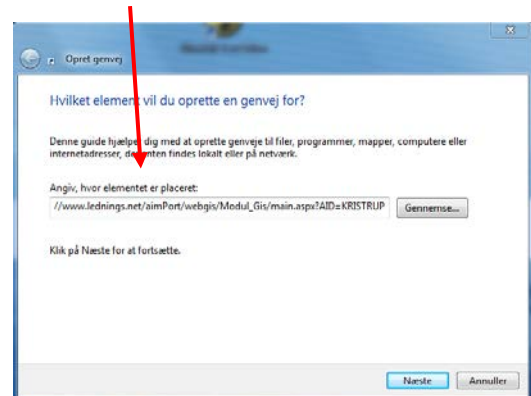 Opret genvej
Hvilket element vil du oprette en genvej for?
Denne guide hjælper dig med at oprette genveje til filer, programmer, mapper, computere eller
internetadresser, der enten findes lokalt eller på netværk.
Angiv, hvor elementet er placeret:
//www.lednings.net/aimPort/webgis/Modul_Gis/main.aspx?AID=KRISTRUP
Gennemse...
Klik på Næste for at fortsætte.
Næste
Annuller